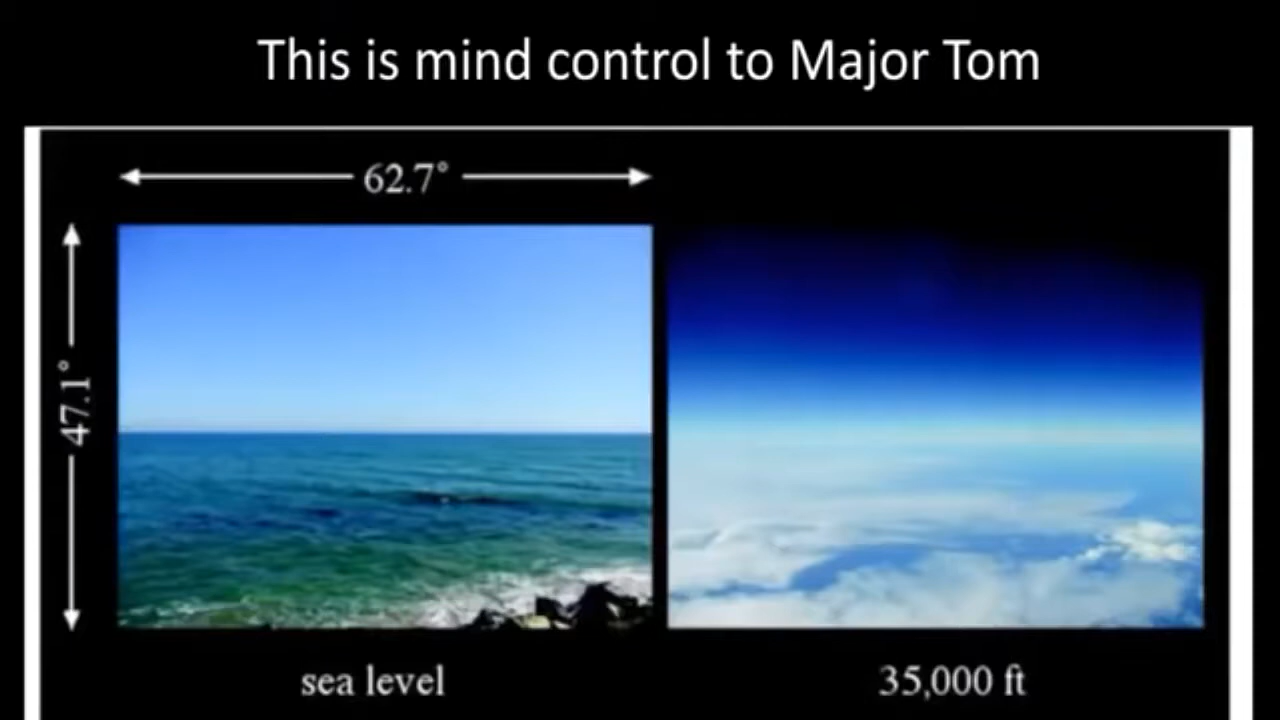 This is mind control to Major Tom
62.7°
47.1°
sea level
35,000 ft